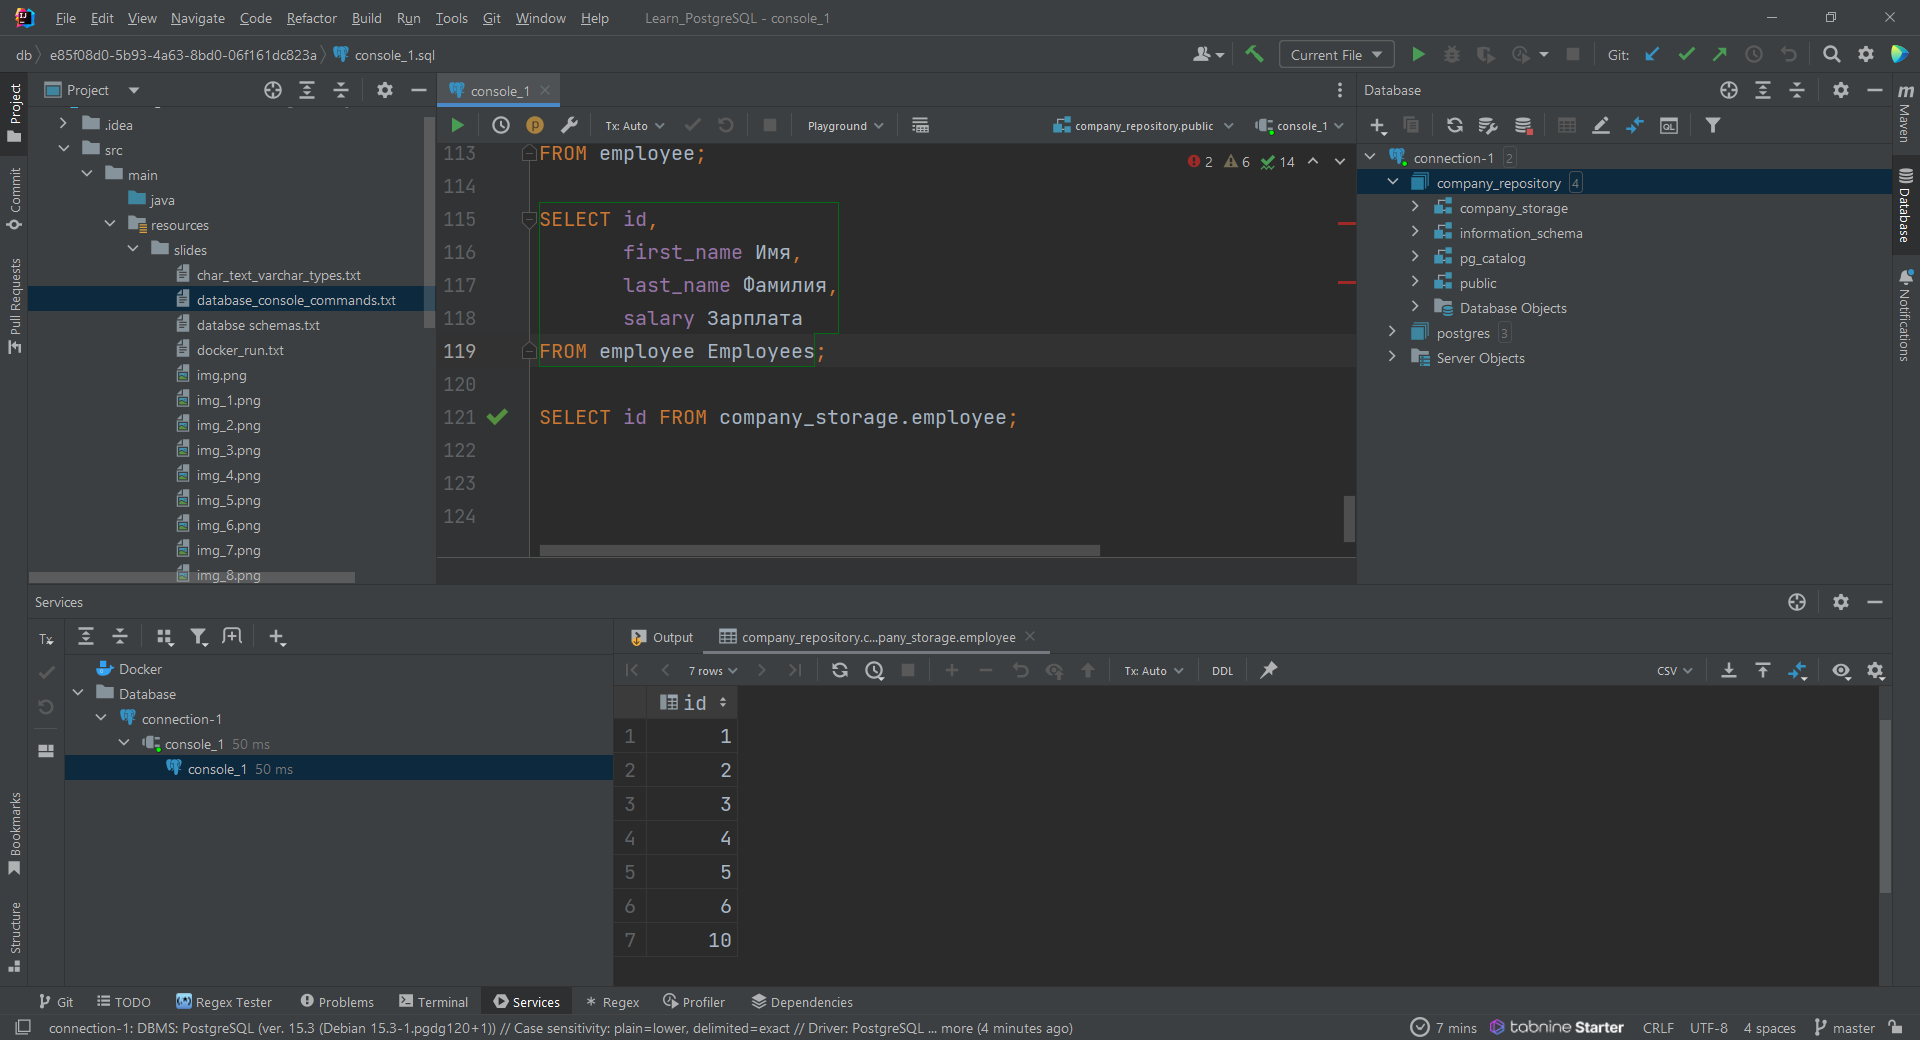 File Edit View Navigate Code Refactor Build Run Tools Git Window Help Learn_PostgreSQL - console_1
db e85f08d0-5b93-4a63-8bd0-06f161dc823a console_1.sql Current File Git:
Project
.idea
src
main
java
resources
slides
char_text_varchar_types.txt
database_console_commands.txt
databse schemas.txt
docker_run.txt
img.png
img_1.png
img_2.png
img_3.png
img_4.png
img_5.png
img_6.png
img_7.png
img_8.png
Project
Commit
Pull Requests
Bookmarks
Structure
console_1
Tx: Auto Playground company_repository.public console_1
2 6 14
113 FROM employee;
114
115 SELECT id,
116 first_name Имя,
117 last_name Фамилия,
118 salary Зарплата
119 FROM employee Employees;
120
121 SELECT id FROM company_storage.employee;
122
123
124
Database
connection-1 2
company_repository 4
company_storage
information_schema
pg_catalog
public
Database Objects
postgres 3
Server Objects
m Maven
Database
Notifications
Services
Tx
Docker
Database
connection-1
console_1 50 ms
console_1 50 ms
Output company_repository.c...pany_storage.employee
7 rows Tx: Auto DDL CSV
id
1 1
2 2
3 3
4 4
5 5
6 6
7 10
Git TODO Regex Tester Problems Terminal Services Regex Profiler Dependencies
connection-1: DBMS: PostgreSQL (ver. 15.3 (Debian 15.3-1.pgdg120+1)) // Case sensitivity: plain=lower, delimited=exact // Driver: PostgreSQL ... more (4 minutes ago) 7 mins tabnine Starter CRLF UTF-8 4 spaces master